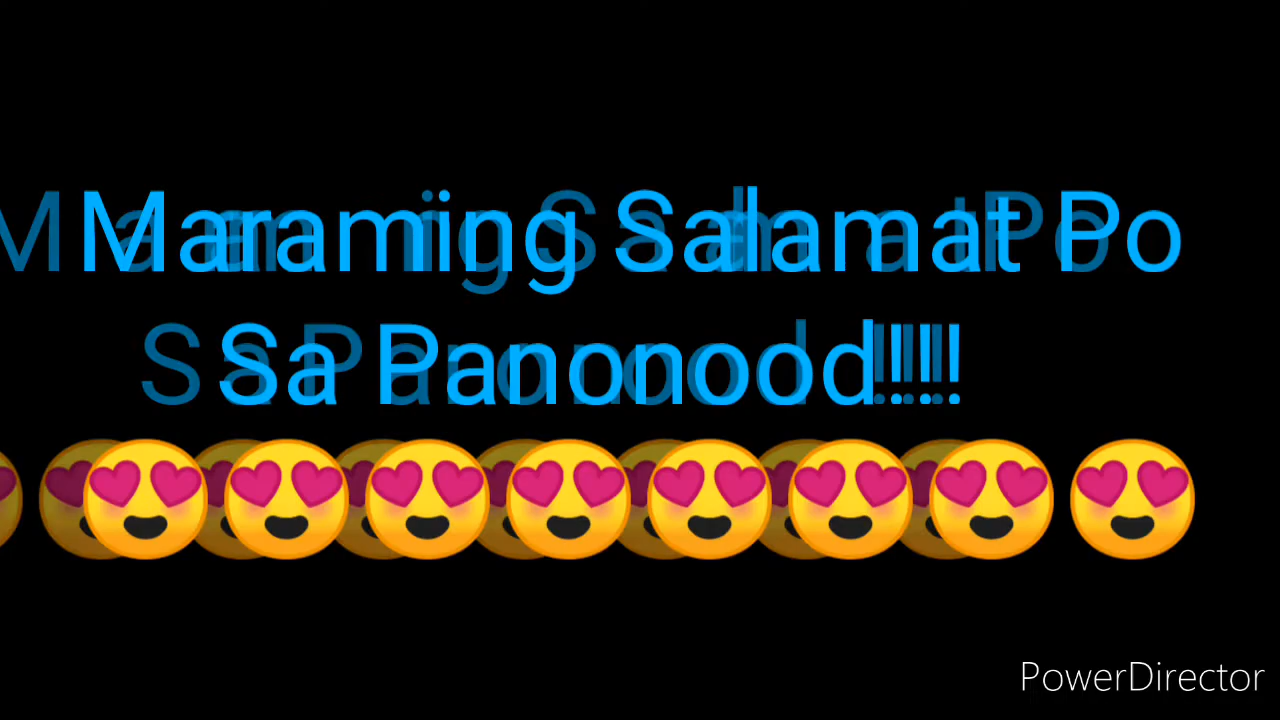 Maraming Salamat Po
Sa Panonood!!!!
😍😍😍😍😍😍😍😍
PowerDirector